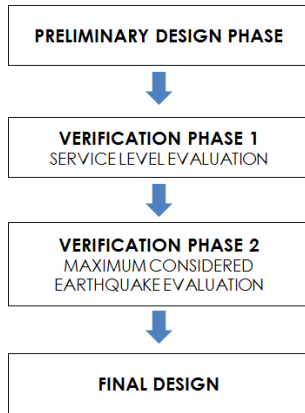 PRELIMINARY DESIGN PHASE
VERIFICATION PHASE 1
SERVICE LEVEL EVALUATION
VERIFICATION PHASE 2
MAXIMUM CONSIDERED
EARTHQUAKE EVALUATION
FINAL DESIGN